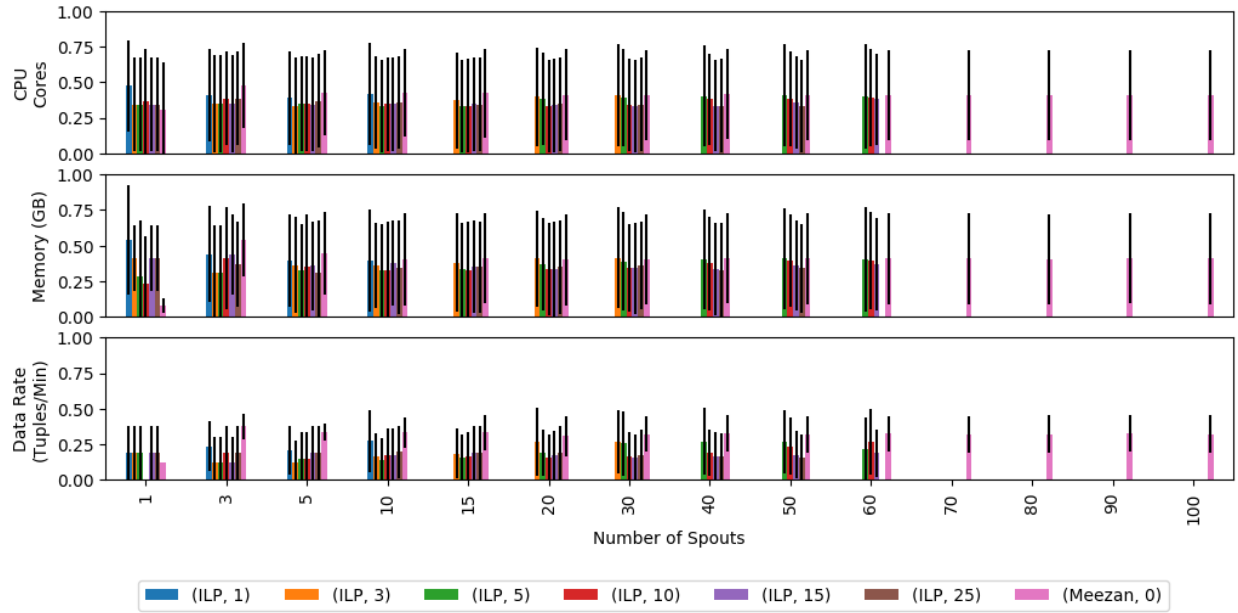 1.00
0.75
0.50
0.25
0.00
CPU
Cores
1.00
0.75
0.50
0.25
0.00
Memory (GB)
1.00
0.75
0.50
0.25
0.00
Data Rate
(Tuples/Min)
1 3 5 10 15 20 30 40 50 60 70 80 90 100
Number of Spouts
(ILP, 1) (ILP, 3) (ILP, 5) (ILP, 10) (ILP, 15) (ILP, 25) (Meezan, 0)